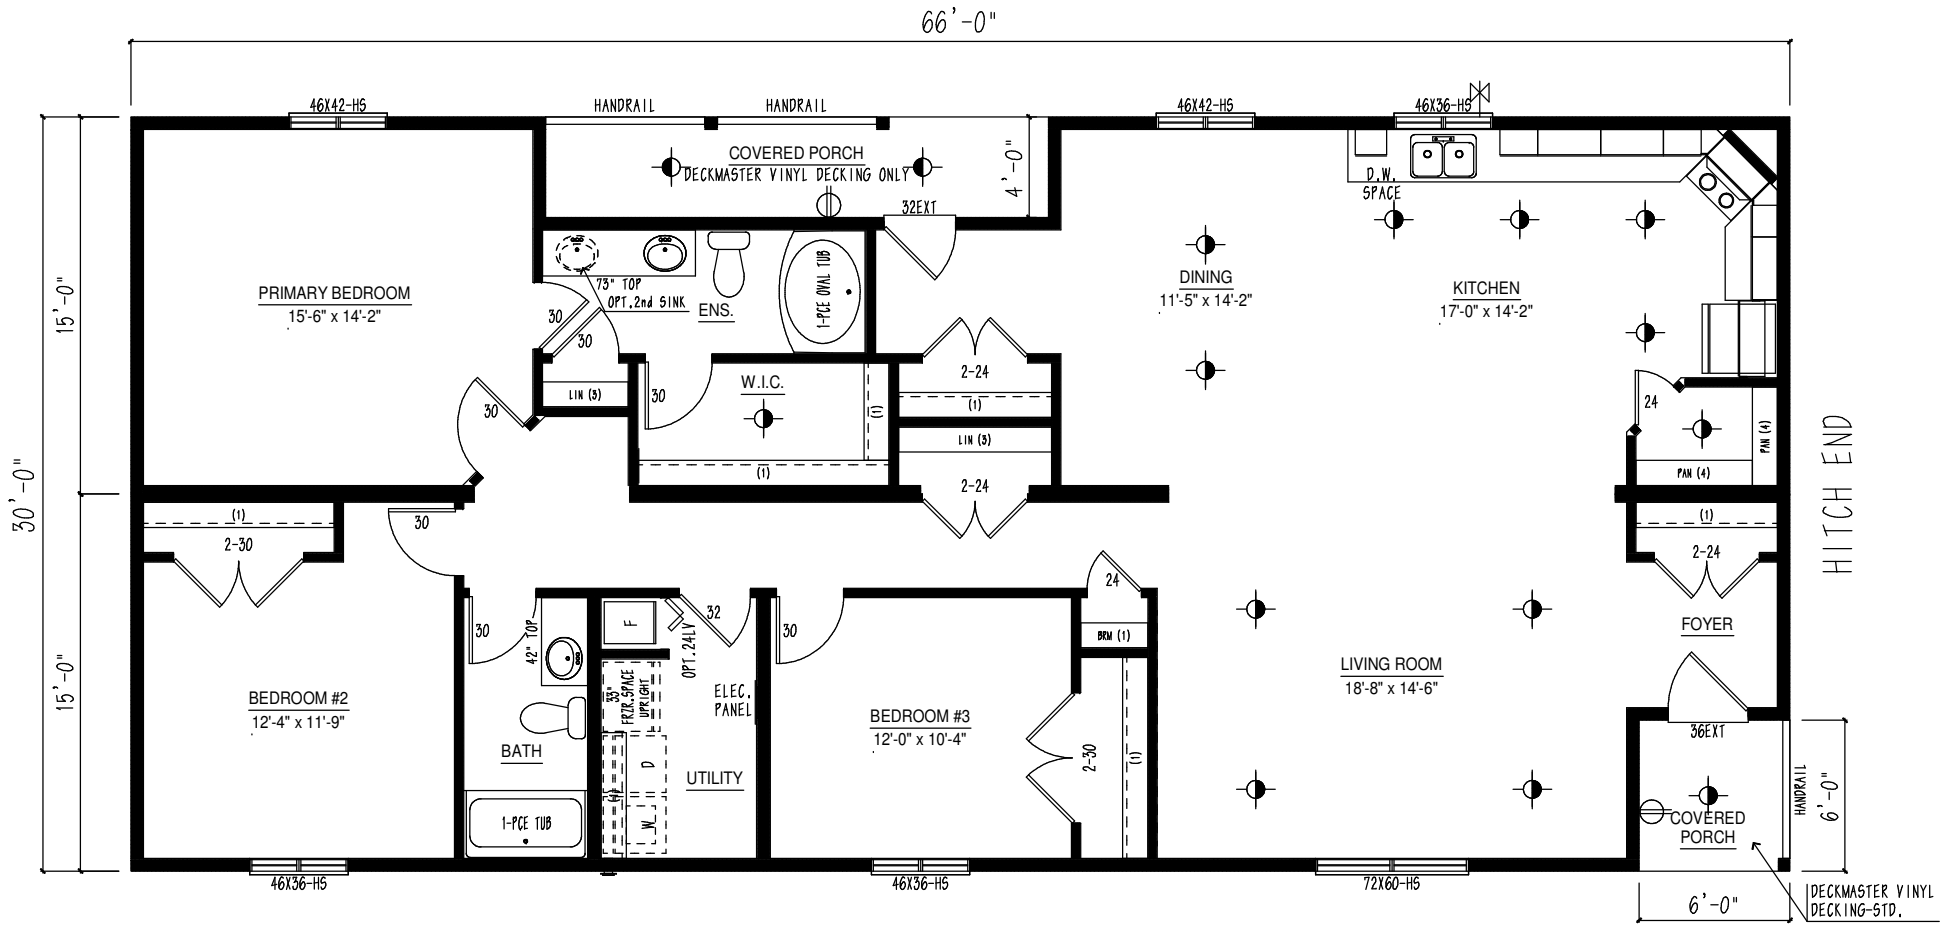 66'-0"
46X42-HS
HANDRAIL
HANDRAIL
46X42-HS
46X36-HS
COVERED PORCH
DECKMASTER VINYL DECKING ONLY
4'-0"
32EXT
D.W.
SPACE
15'-0"
PRIMARY BEDROOM
15'-6" x 14'-2"
73" TOP
OPT.2nd SINK
ENS.
1-PCE OVAL TUB
30
30
DINING
11'-5" x 14'-2"
KITCHEN
17'-0" x 14'-2"
LIN (3)
30
W.I.C.
(1)
(1)
2-24
(1)
LIN (3)
2-24
30
24
PAN (4)
PAN (4)
HITCH END
30'-0"
(1)
2-30
30
(1)
2-24
FOYER
24
BRM (1)
30
42" TOP
F
32
OPT.24LV
30
15'-0"
BEDROOM #2
12'-4" x 11'-9"
BATH
1-PCE TUB
33"
FRZR.SPACE
UPRIGHT
ELEC.
PANEL
D
W
(1)
UTILITY
BEDROOM #3
12'-0" x 10'-4"
2-30
(1)
LIVING ROOM
18'-8" x 14'-6"
36EXT
COVERED
PORCH
HANDRAIL
6'-0"
46X36-HS
46X36-HS
72X60-HS
6'-0"
DECKMASTER VINYL
DECKING-STD.